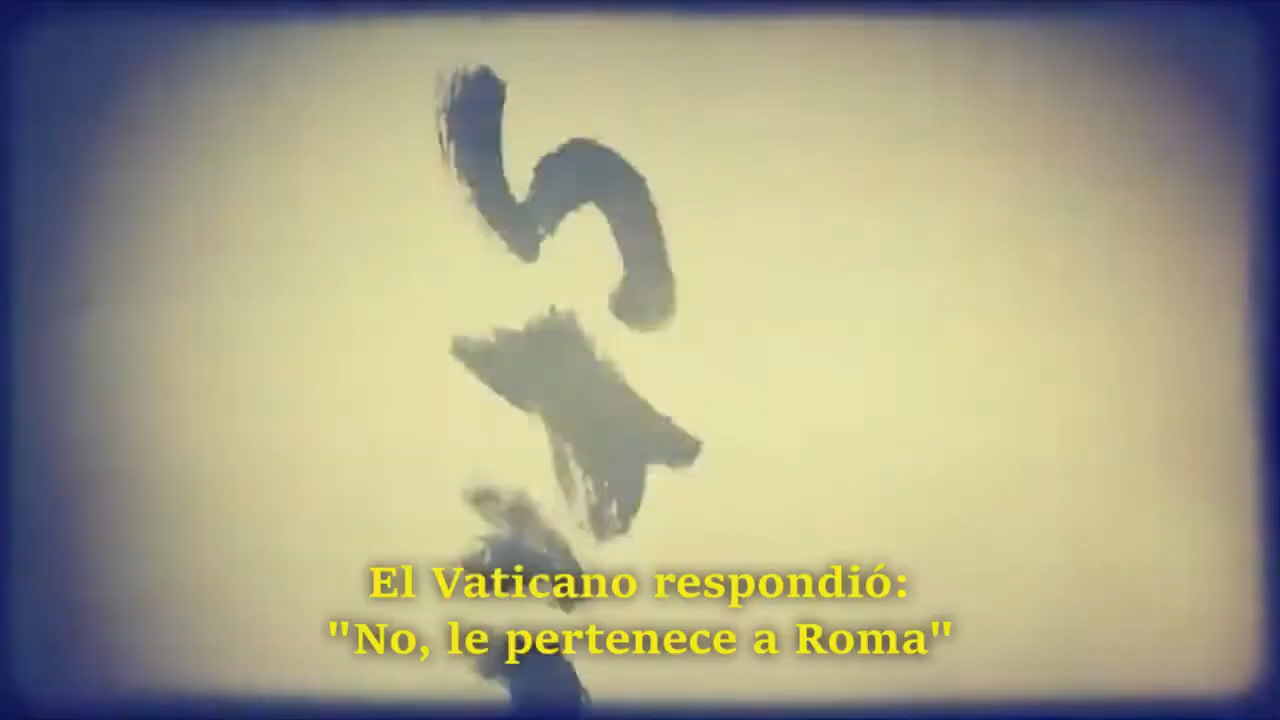 El Vaticano respondió:
"No, le pertenece a Roma"